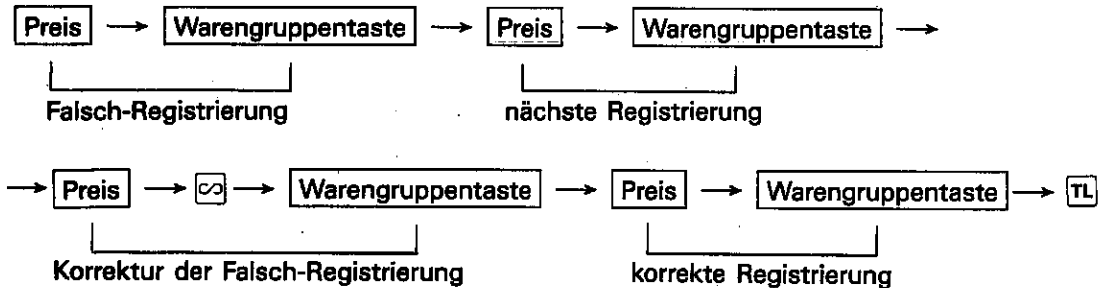 Preis → Warengruppentaste → Preis → Warengruppentaste →
Falsch-Registrierung nächste Registrierung
→ Preis → ᔕ → Warengruppentaste → Preis → Warengruppentaste → TL
Korrektur der Falsch-Registrierung korrekte Registrierung